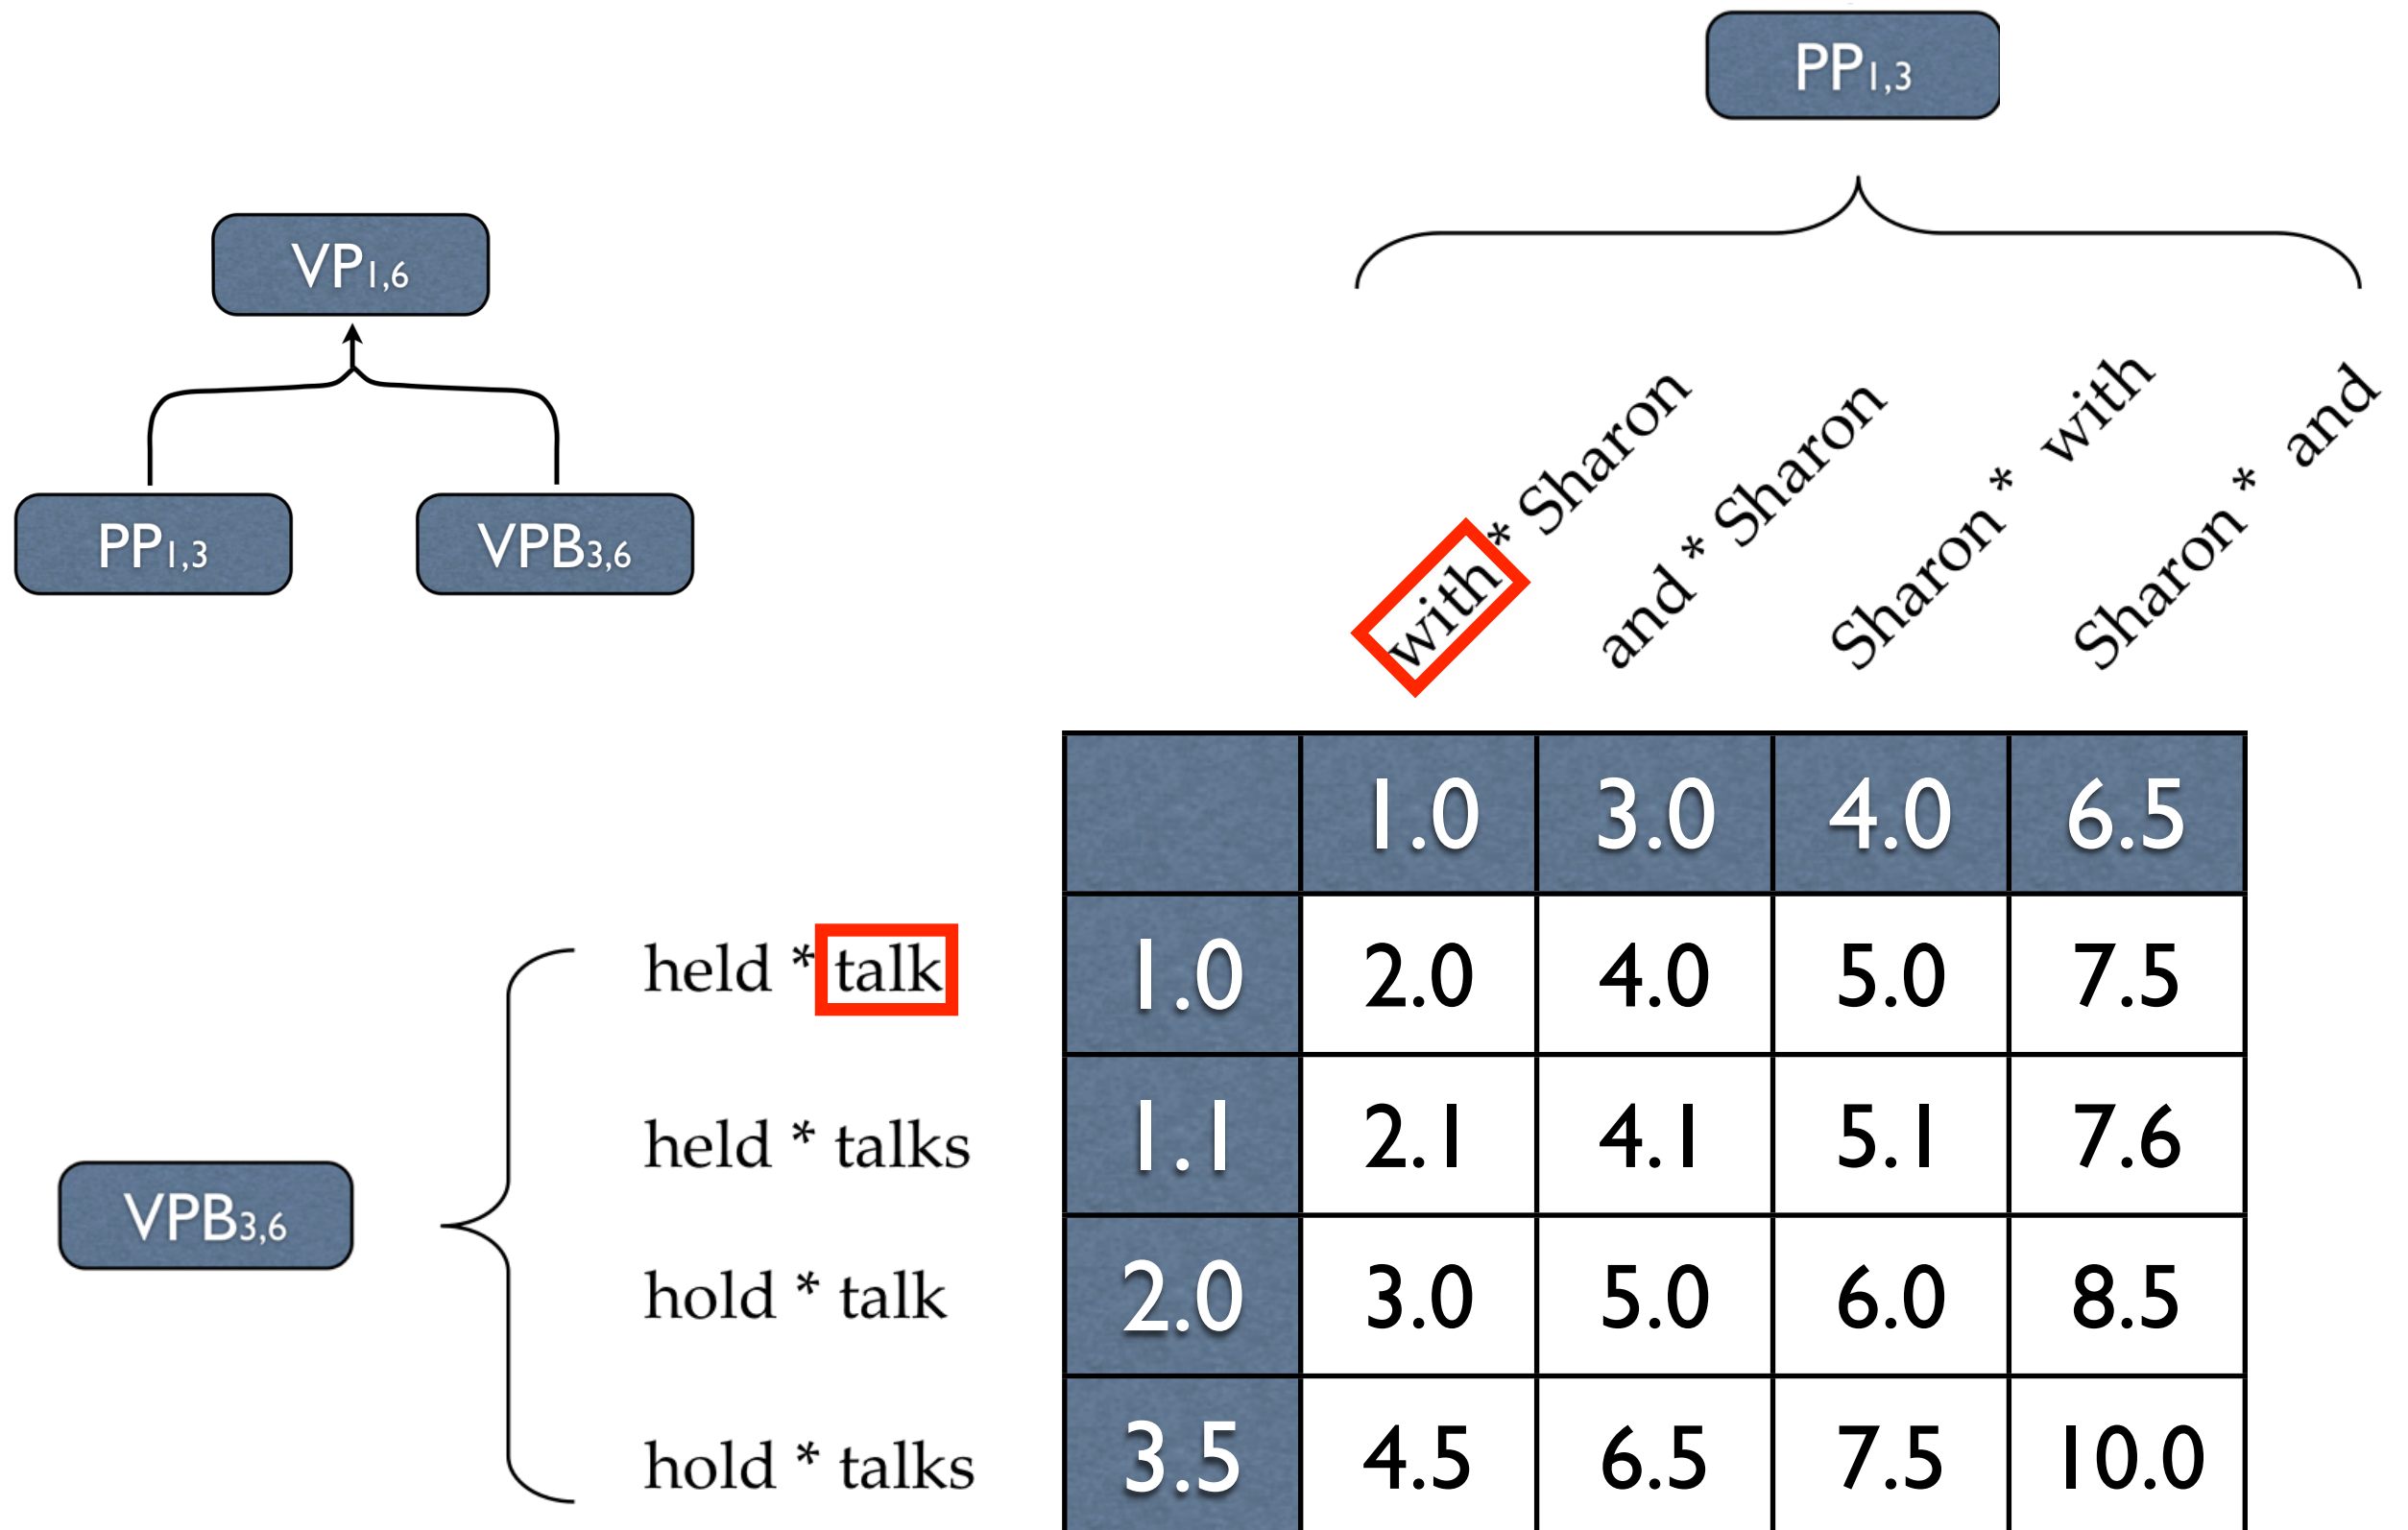 PP1,3
VP1,6
PP1,3 VPB3,6
with * Sharon
and * Sharon
Sharon * with
Sharon * and
1.0 3.0 4.0 6.5
held * talk 1.0 2.0 4.0 5.0 7.5
held * talks 1.1 2.1 4.1 5.1 7.6
VPB3,6
hold * talk 2.0 3.0 5.0 6.0 8.5
hold * talks 3.5 4.5 6.5 7.5 10.0